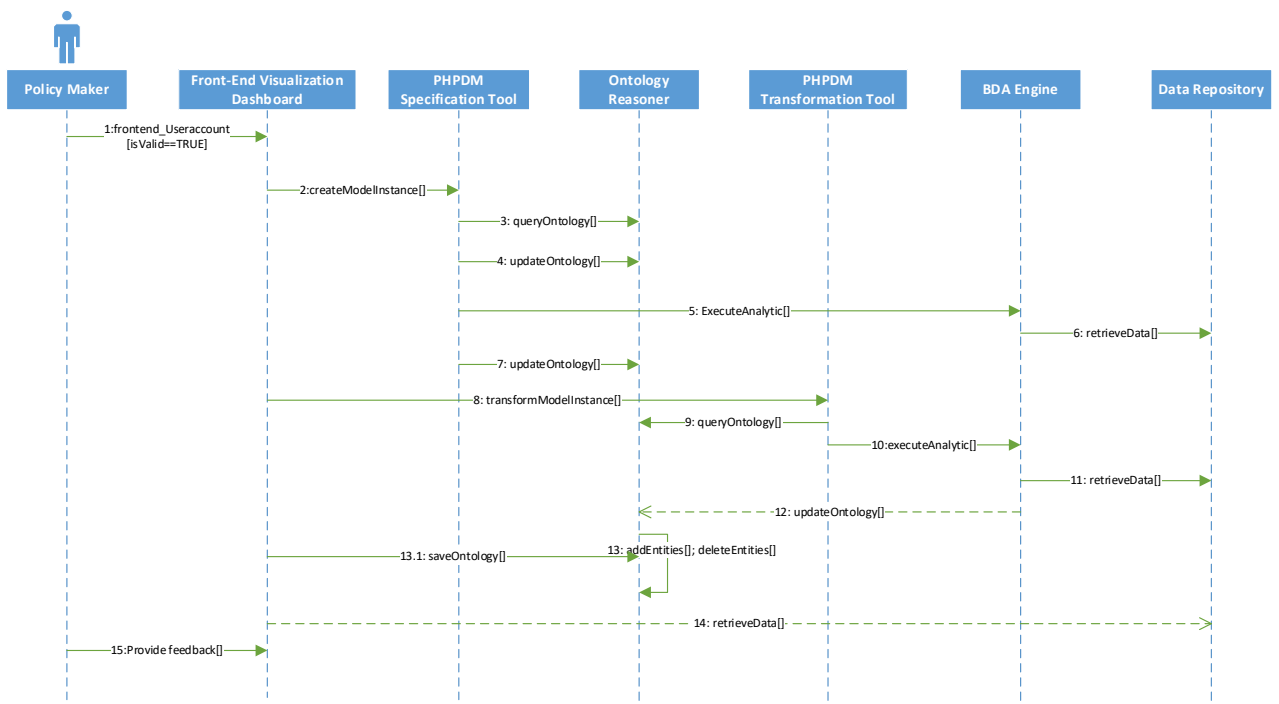 Policy Maker
Front-End Visualization
Dashboard
PHPDM
Specification Tool
Ontology
Reasoner
PHPDM
Transformation Tool
BDA Engine
Data Repository
1:frontend_Useraccount
[isValid==TRUE]
2:createModelInstance[]
3: queryOntology[]
4: updateOntology[]
5: ExecuteAnalytic[]
6: retrieveData[]
7: updateOntology[]
8: transformModelInstance[]
9: queryOntology[]
10:executeAnalytic[]
11: retrieveData[]
12: updateOntology[]
13: addEntities[]; deleteEntities[]
13.1: saveOntology[]
14: retrieveData[]
15:Provide feedback[]